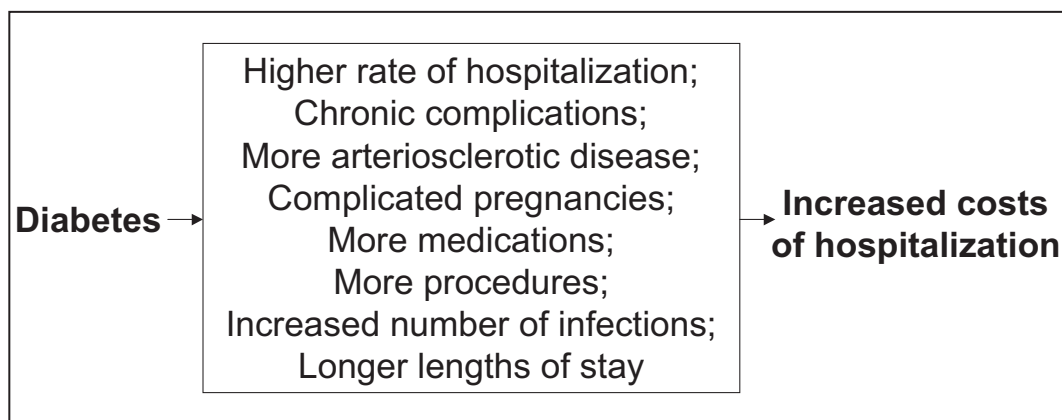 Diabetes
Higher rate of hospitalization;
Chronic complications;
More arteriosclerotic disease;
Complicated pregnancies;
More medications;
More procedures;
Increased number of infections;
Longer lengths of stay
Increased costs
of hospitalization